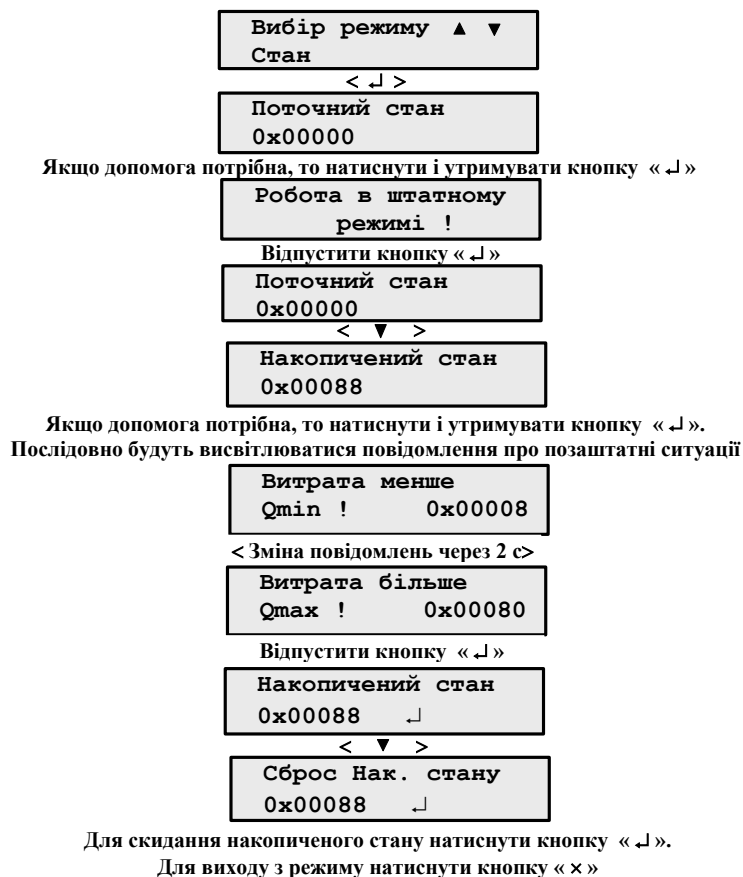 Вибір режиму ▲ ▼
Стан
< ↵ >
Поточний стан
0x00000
Якщо допомога потрібна, то натиснути і утримувати кнопку « ↵ »
Робота в штатному
режимі !
Відпустити кнопку « ↵ »
Поточний стан
0x00000
< ▼ >
Накопичений стан
0x00088
Якщо допомога потрібна, то натиснути і утримувати кнопку « ↵ ».
Послідовно будуть висвітлюватися повідомлення про позаштатні ситуації
Витрата менше
Qmin ! 0x00008
< Зміна повідомлень через 2 с>
Витрата більше
Qmax ! 0x00080
Відпустити кнопку « ↵ »
Накопичений стан
0x00088 ↵
< ▼ >
Сброс Нак. стану
0x00088 ↵
Для скидання накопиченого стану натиснути кнопку « ↵ ».
Для виходу з режиму натиснути кнопку « × »